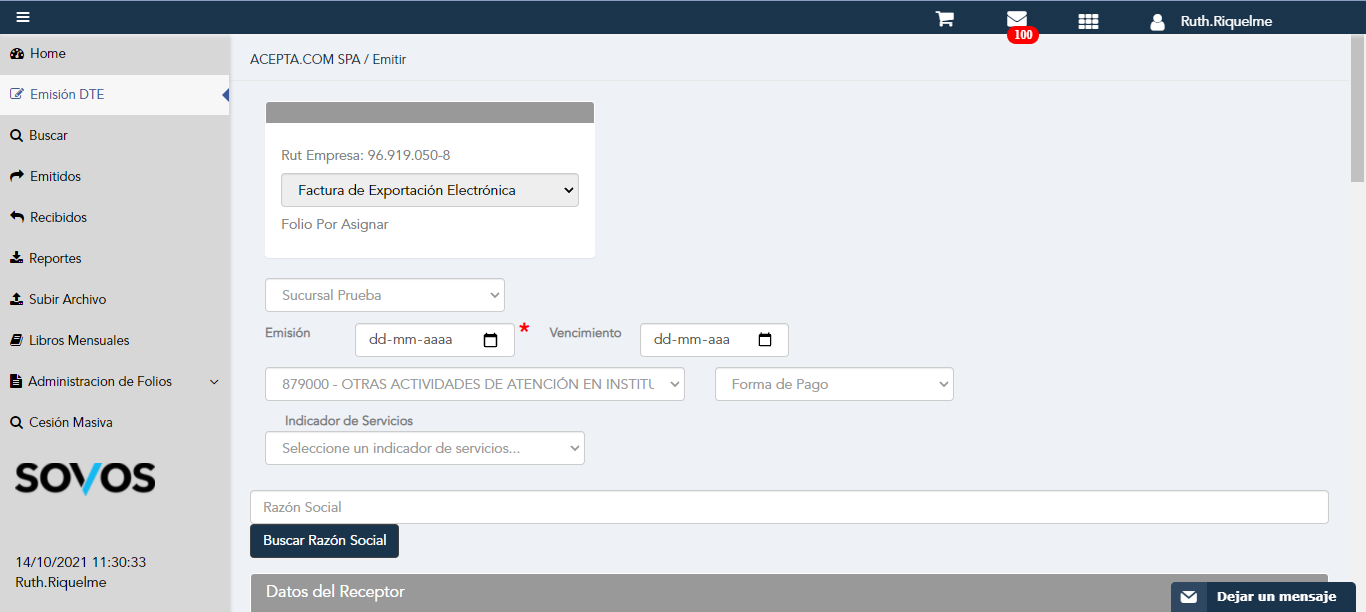 100
Ruth.Riquelme
Home
Emisión DTE
Buscar
Emitidos
Recibidos
Reportes
Subir Archivo
Libros Mensuales
Administracion de Folios
Cesión Masiva
SOVOS
14/10/2021 11:30:33
Ruth.Riquelme
ACEPTA.COM SPA / Emitir
Rut Empresa: 96.919.050-8
Factura de Exportación Electrónica
Folio Por Asignar
Sucursal Prueba
Emisión dd-mm-aaaa * Vencimiento dd-mm-aaa
879000 - OTRAS ACTIVIDADES DE ATENCIÓN EN INSTITU Forma de Pago
Indicador de Servicios
Seleccione un indicador de servicios...
Razón Social
Buscar Razón Social
Datos del Receptor
Dejar un mensaje